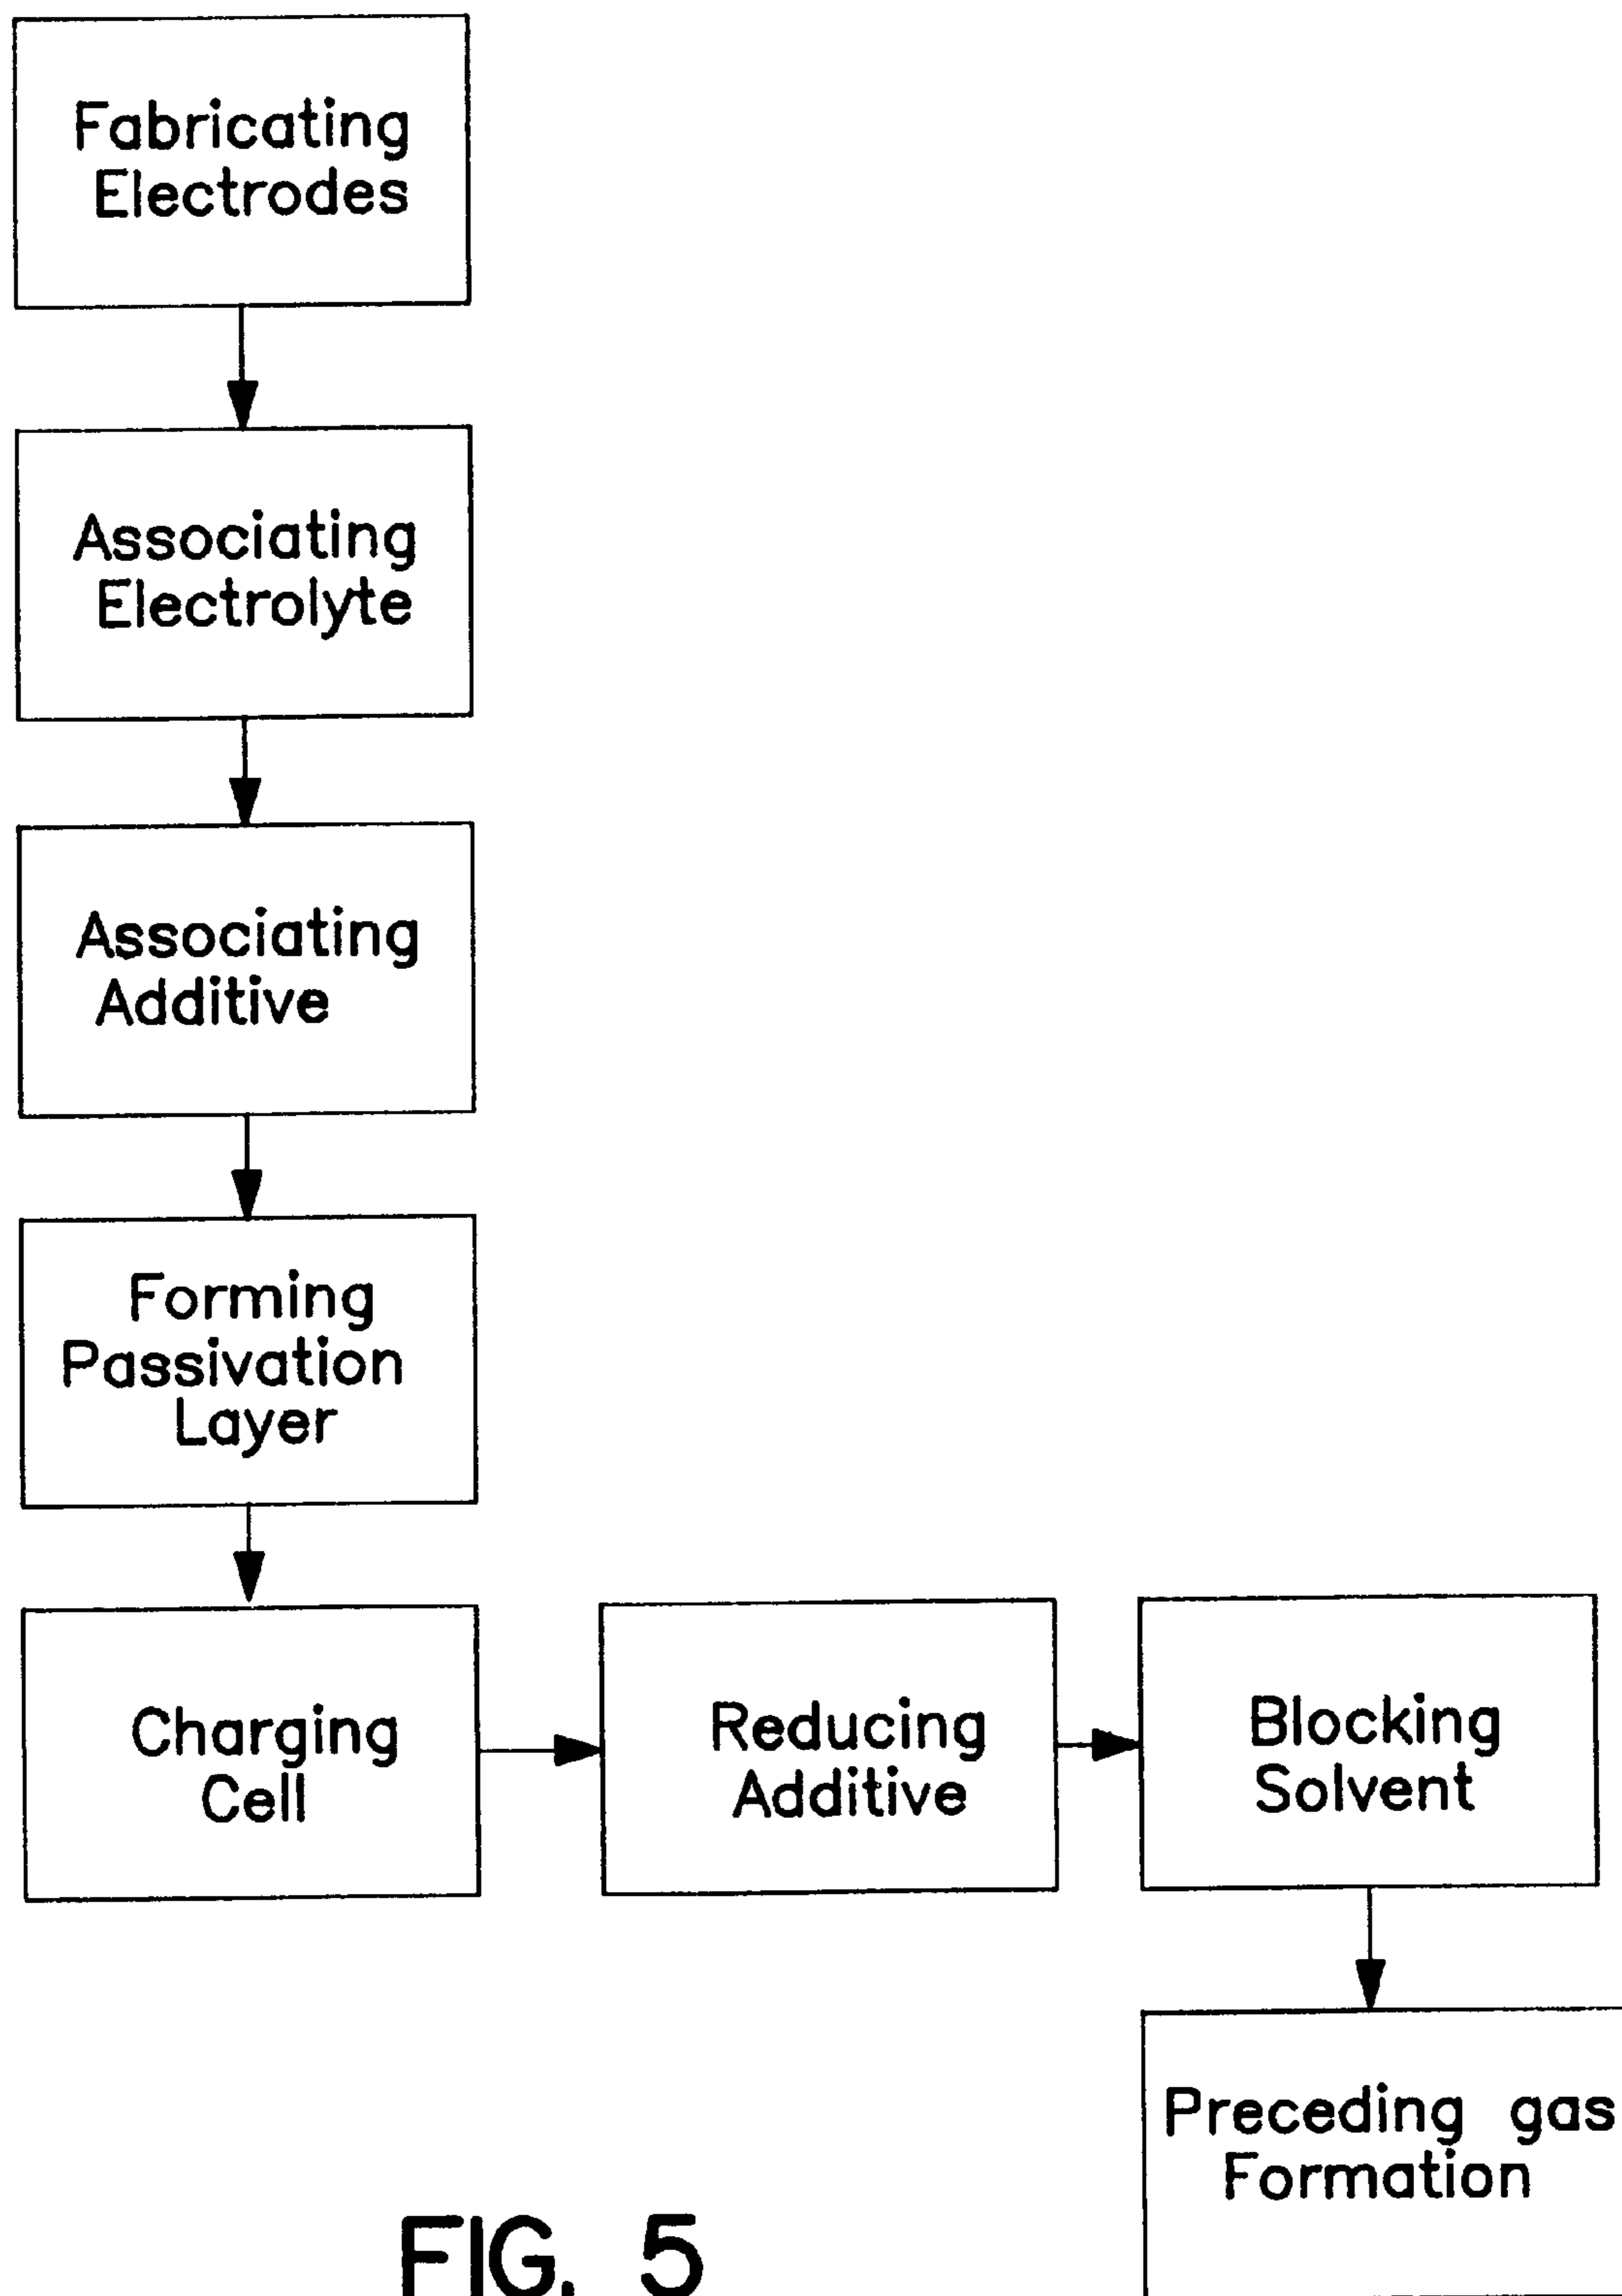 Fabricating
Electrodes
Associating
Electrolyte
Associating
Additive
Forming
Passivation
Layer
Charging
Cell
Reducing
Additive
Blocking
Solvent
Preceding gas
Formation
FIG. 5